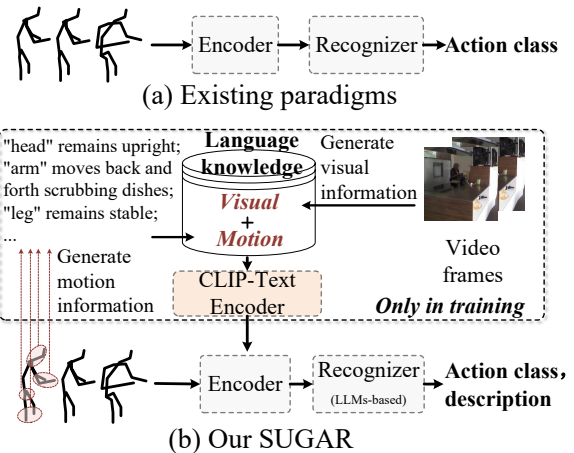 Encoder
Recognizer
Action class
(a) Existing paradigms
"head" remains upright;
"arm" moves back and
forth scrubbing dishes;
"leg" remains stable;
...
Generate
motion
information
Language
knowledge
Visual
+
Motion
Generate
visual
information
Video
frames
CLIP-Text
Encoder
Only in training
Encoder
Recognizer
(LLMs-based)
Action class,
description
(b) Our SUGAR